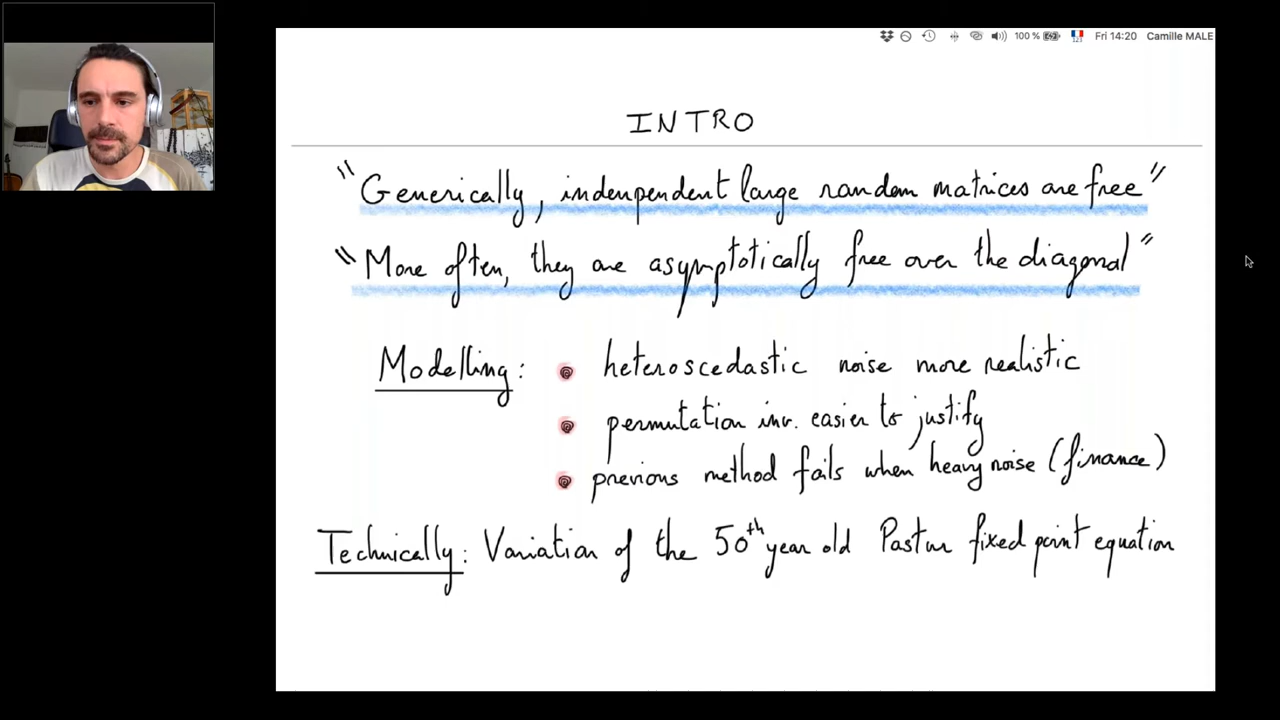 100 % Fri 14:20 Camille MALE
INTRO
"Generically, indenpendent large random matrices are free"
"More often, they are asymptotically free over the diagonal"
Modelling: heteroscedastic noise more realistic
permutation inv. easier to justify
previous method fails when heavy noise (finance)
Technically: Variation of the 50th year old Pastur fixed point equation